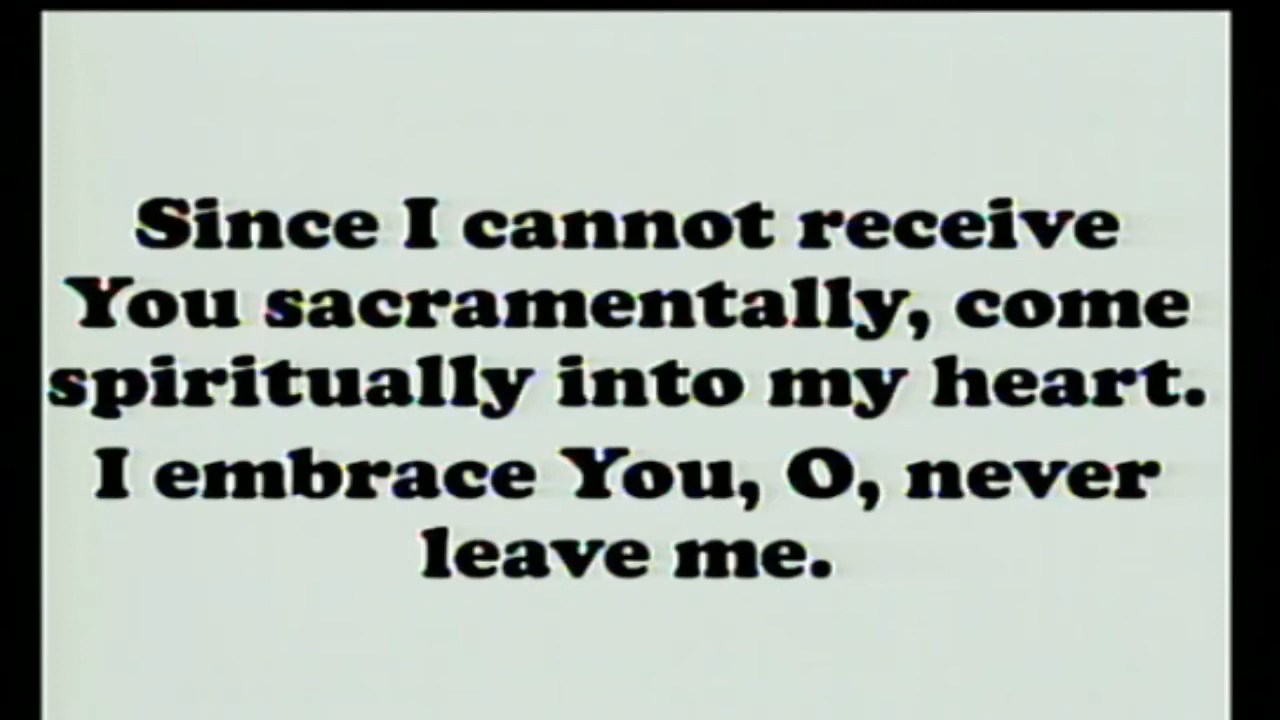 Since I cannot receive
You sacramentally, come
spiritually into my heart.
I embrace You, O, never
leave me.